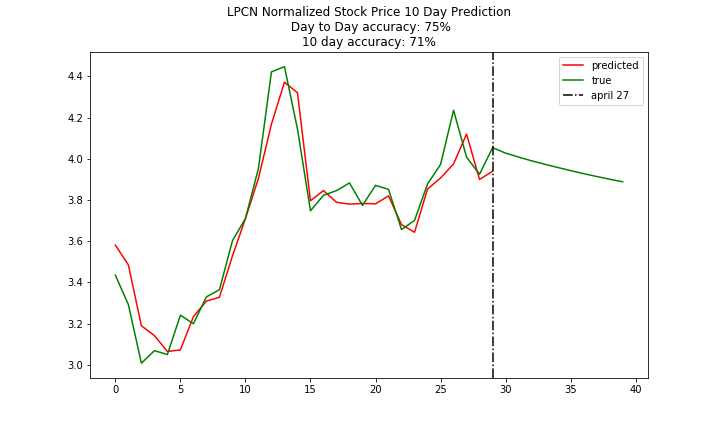 LPCN Normalized Stock Price 10 Day Prediction
Day to Day accuracy: 75%
10 day accuracy: 71%
predicted
true
april 27
4.4
4.2
4.0
3.8
3.6
3.4
3.2
3.0
0 5 10 15 20 25 30 35 40